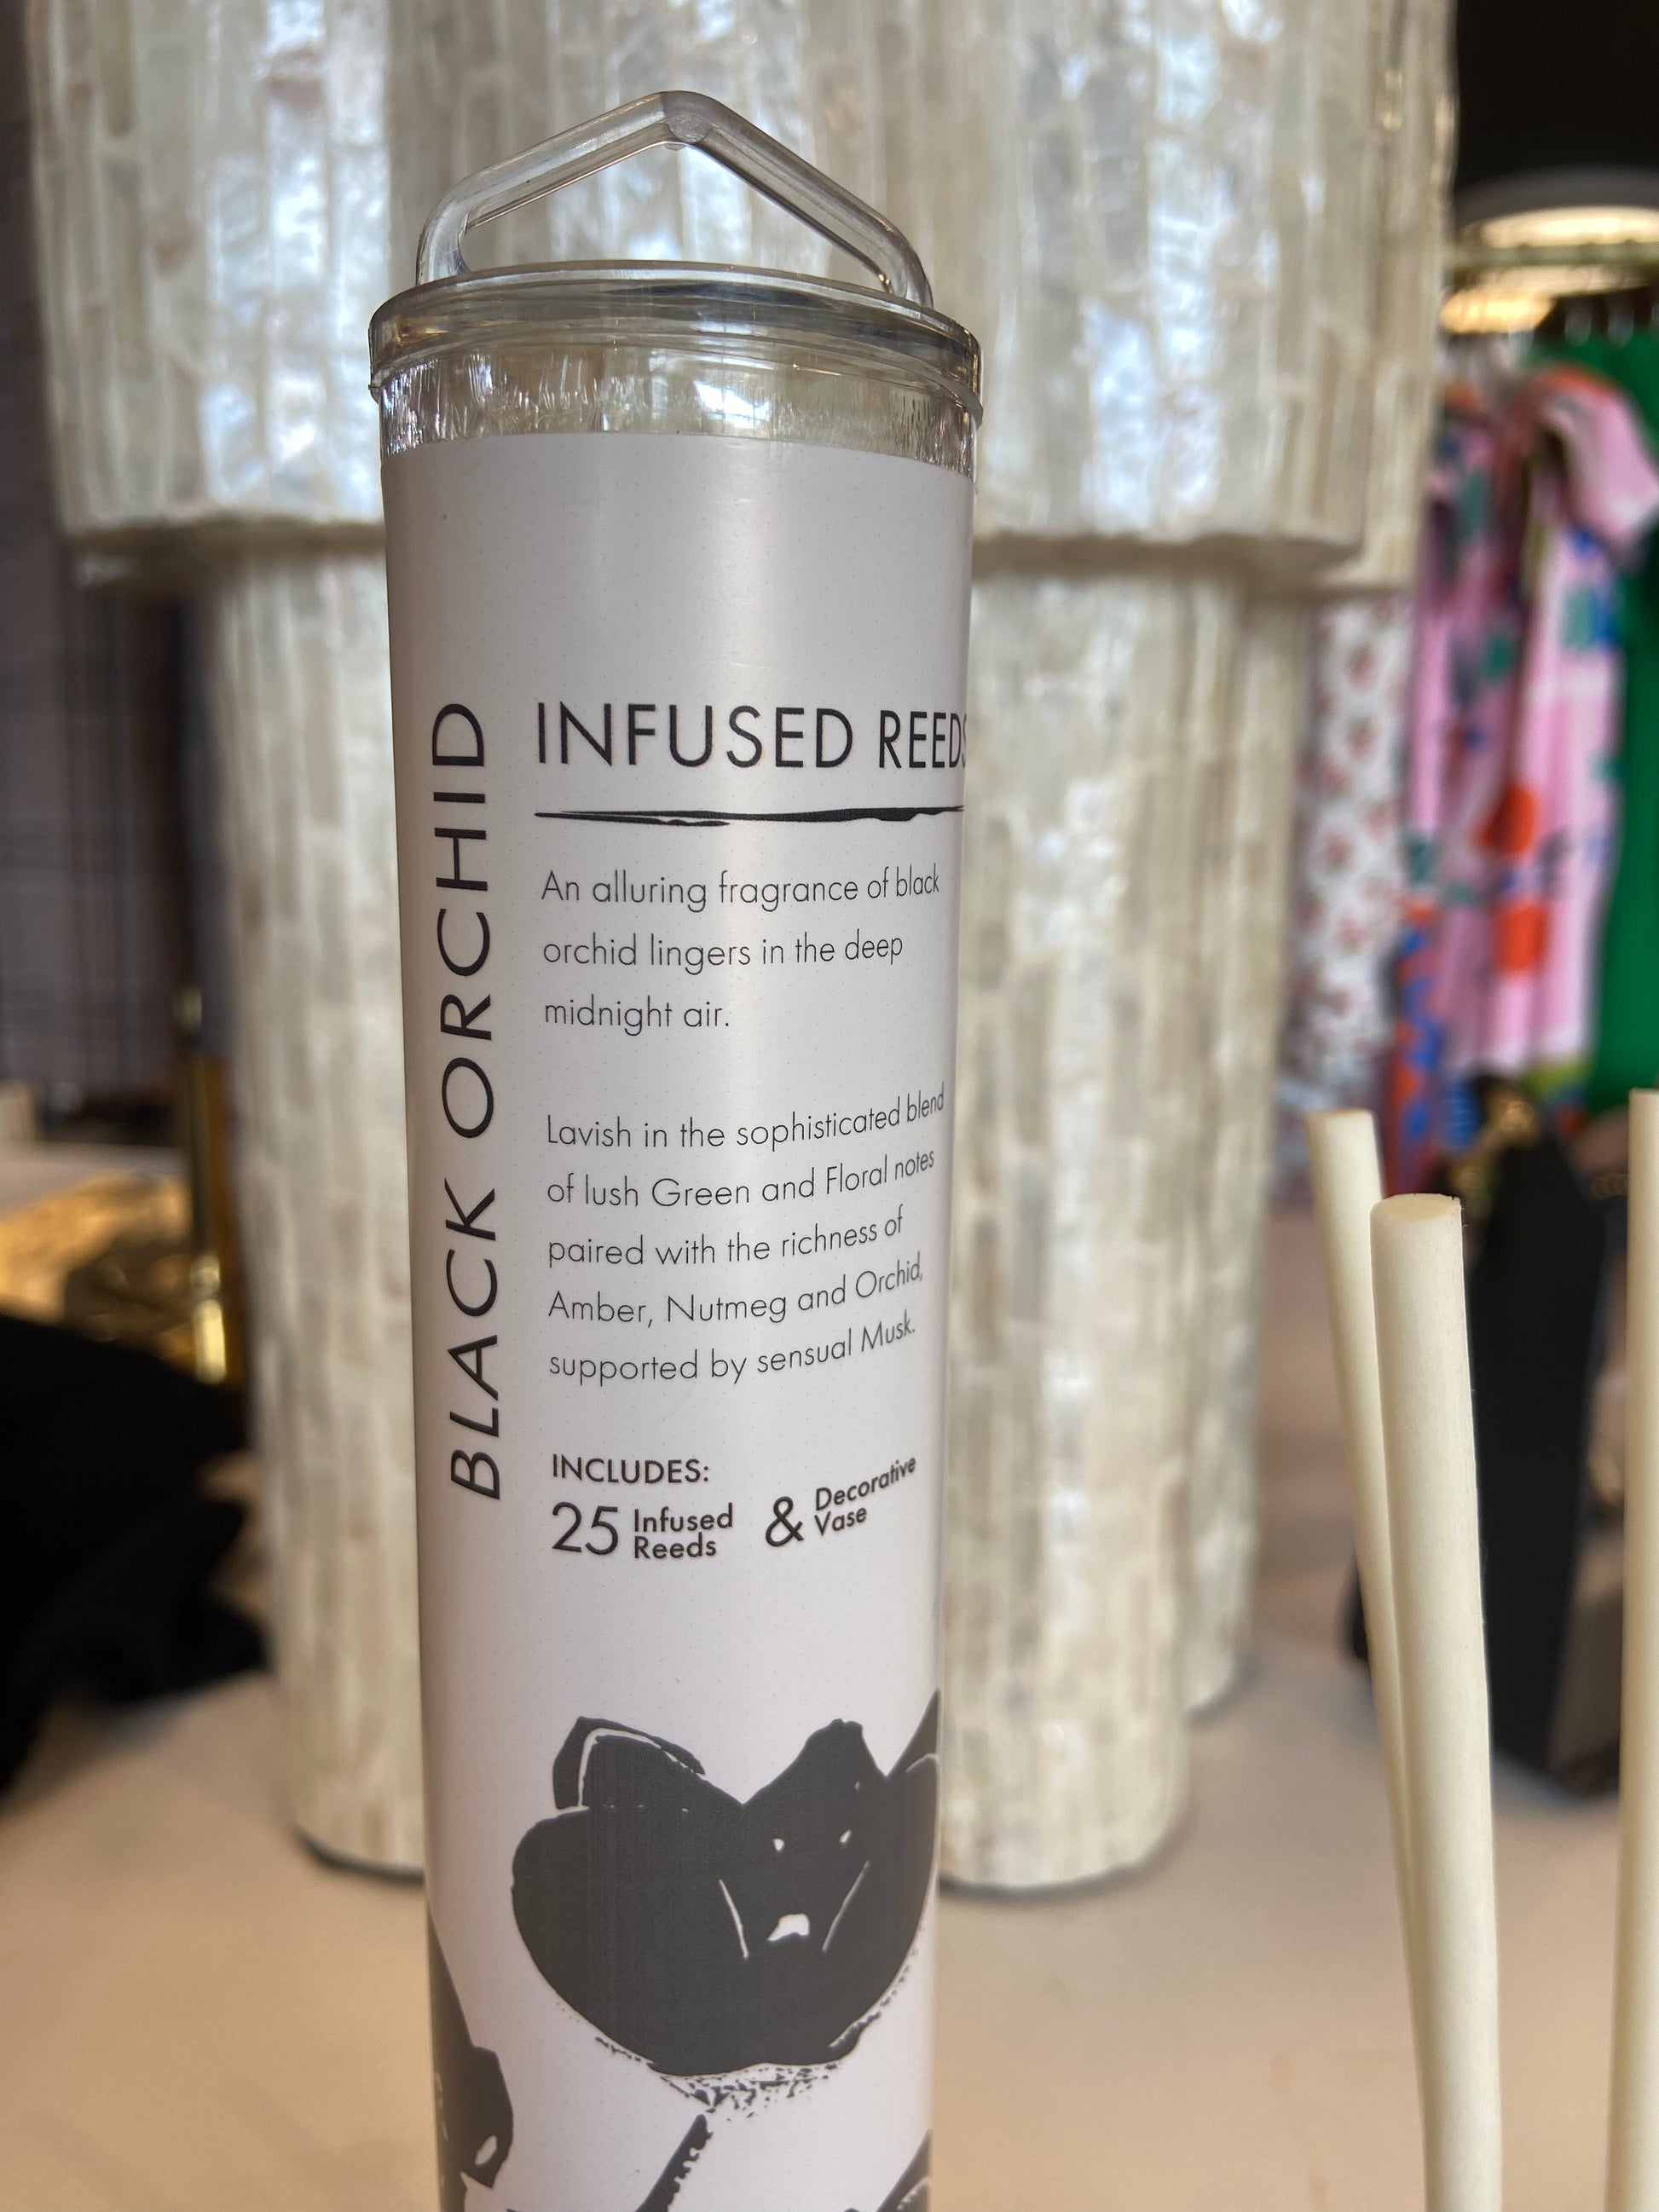 BLACK ORCHID
INFUSED REEDS
An alluring fragrance of black
orchid lingers in the deep
midnight air.
Lavish in the sophisticated blend
of lush Green and Floral notes
paired with the richness of
Amber, Nutmeg and Orchid,
supported by sensual Musk.
INCLUDES:
25 Infused Reeds & Decorative Vase